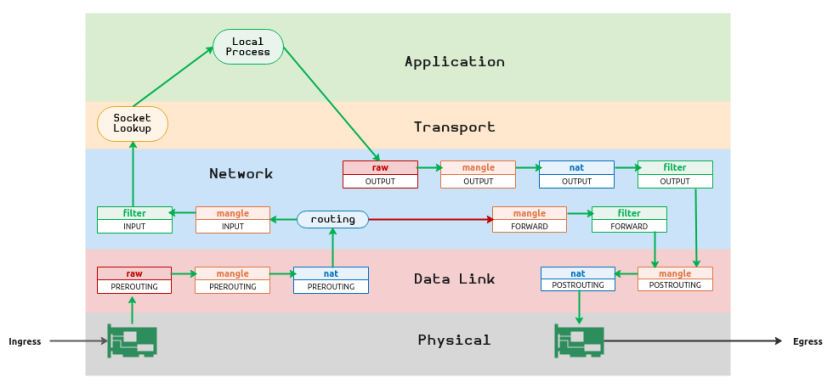 Local
Process
Application
Socket
Lookup
Transport
Network
raw
OUTPUT
mangle
OUTPUT
nat
OUTPUT
filter
OUTPUT
filter
INPUT
mangle
INPUT
routing
mangle
FORWARD
filter
FORWARD
raw
PREROUTING
mangle
PREROUTING
nat
PREROUTING
Data Link
nat
POSTROUTING
mangle
POSTROUTING
Ingress
Physical
Egress